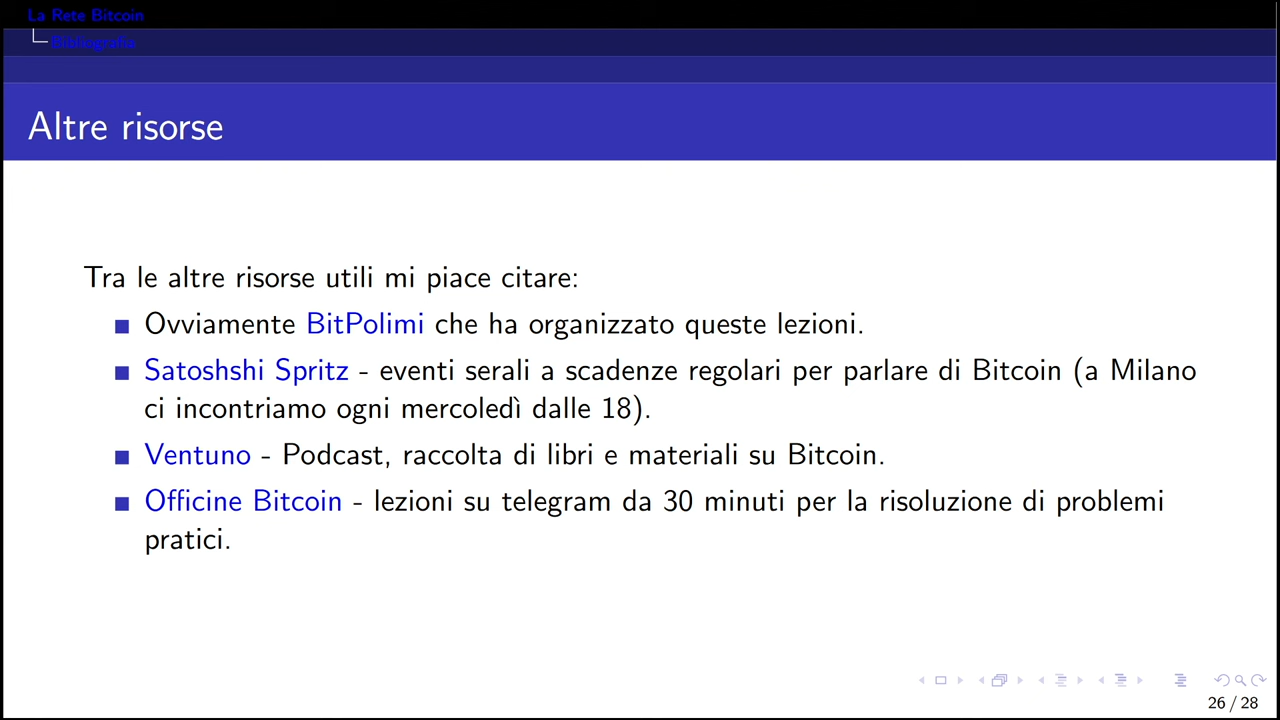 La Rete Bitcoin
Bibliografia
Altre risorse
Tra le altre risorse utili mi piace citare:
Ovviamente BitPolimi che ha organizzato queste lezioni.
Satoshshi Spritz - eventi serali a scadenze regolari per parlare di Bitcoin (a Milano
ci incontriamo ogni mercoledì dalle 18).
Ventuno - Podcast, raccolta di libri e materiali su Bitcoin.
Officine Bitcoin - lezioni su telegram da 30 minuti per la risoluzione di problemi
pratici.
26 / 28